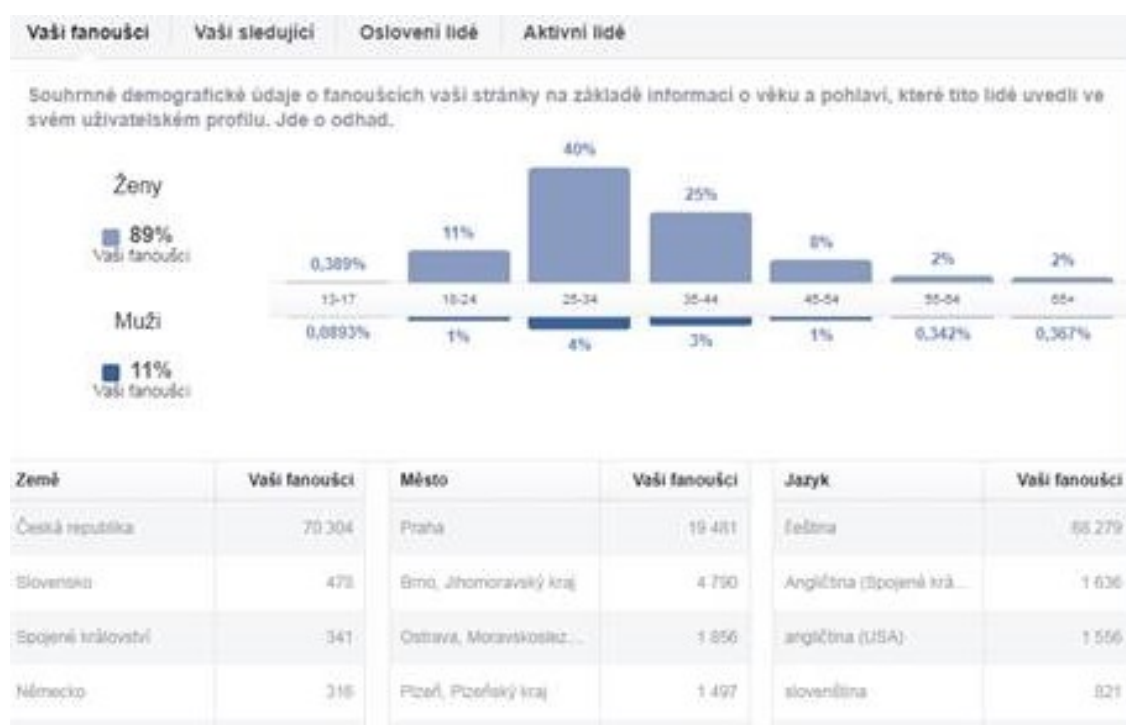 Vaši fanoušci Vaši sledující Oslovení lidé Aktivní lidé
Souhrnné demografické údaje o fanoušcích vaší stránky na základě informací o věku a pohlaví, které tito lidé uvedli ve
svém uživatelském profilu. Jde o odhad.
Ženy
89%
Vaši fanoušci
0,389% 11% 40% 25% 8% 2% 2%
13-17 18-24 25-34 35-44 45-54 55-64 65+
Muži
11%
Vaši fanoušci
0,0893% 1% 4% 3% 1% 0,342% 0,367%
Země Vaši fanoušci Město Vaši fanoušci Jazyk Vaši fanoušci
Česká republika 70 304 Praha 19 481 čeština 68 279
Slovensko 478 Brno, Jihomoravský kraj 4 790 Angličtina (Spojené krá... 1 636
Spojené království 341 Ostrava, Moravskoslez... 1 856 angličtina (USA) 1 556
Německo 316 Plzeň, Plzeňský kraj 1 497 slovenština 821